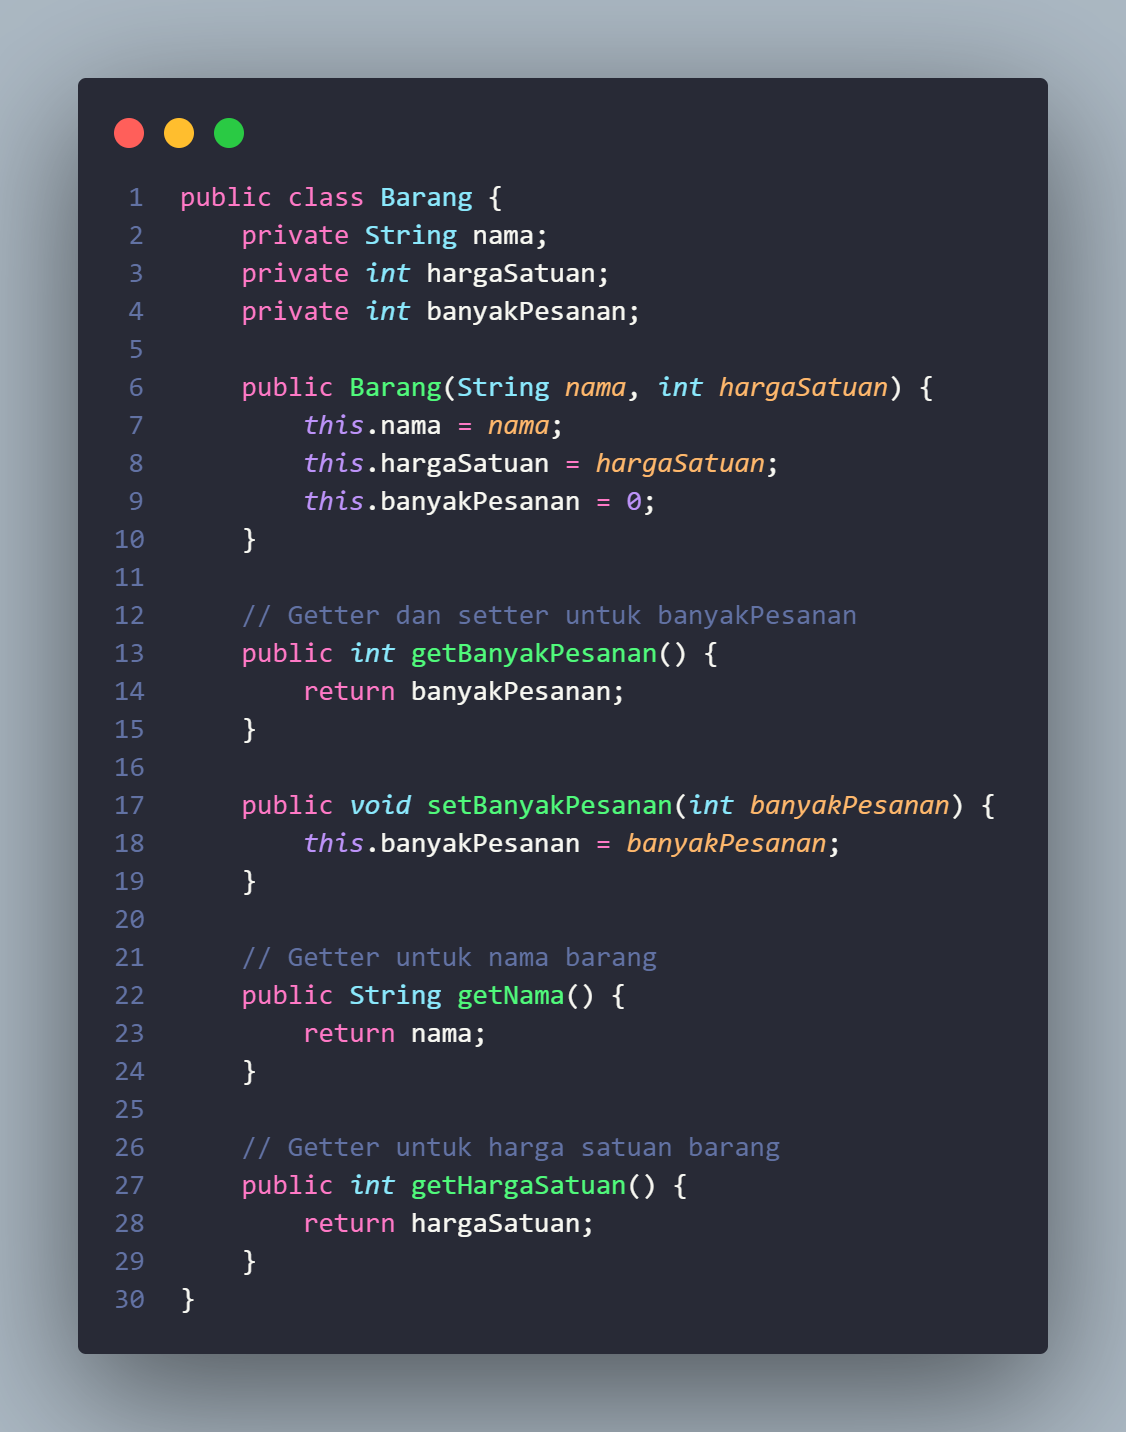 1 public class Barang {
2     private String nama;
3     private int hargaSatuan;
4     private int banyakPesanan;
5
6     public Barang(String nama, int hargaSatuan) {
7         this.nama = nama;
8         this.hargaSatuan = hargaSatuan;
9         this.banyakPesanan = 0;
10     }
11
12     // Getter dan setter untuk banyakPesanan
13     public int getBanyakPesanan() {
14         return banyakPesanan;
15     }
16
17     public void setBanyakPesanan(int banyakPesanan) {
18         this.banyakPesanan = banyakPesanan;
19     }
20
21     // Getter untuk nama barang
22     public String getNama() {
23         return nama;
24     }
25
26     // Getter untuk harga satuan barang
27     public int getHargaSatuan() {
28         return hargaSatuan;
29     }
30 }